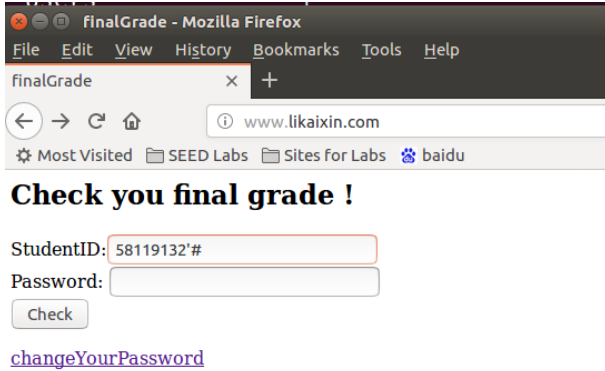 finalGrade - Mozilla Firefox
File Edit View History Bookmarks Tools Help
finalGrade × +
www.likaixin.com
Most Visited SEED Labs Sites for Labs baidu
Check you final grade !
StudentID: 58119132'#
Password:
Check
changeYourPassword